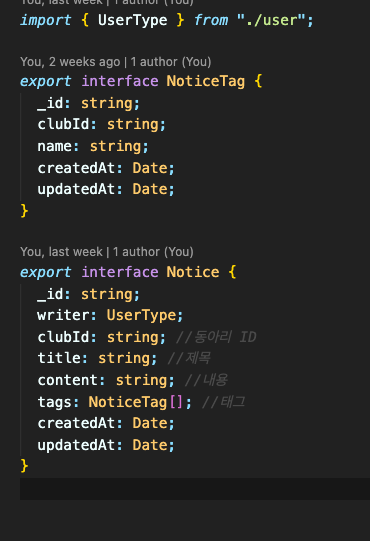 You, last week | 1 author (You)
import { UserType } from "./user";
You, 2 weeks ago | 1 author (You)
export interface NoticeTag {
_id: string;
clubId: string;
name: string;
createdAt: Date;
updatedAt: Date;
}
You, last week | 1 author (You)
export interface Notice {
_id: string;
writer: UserType;
clubId: string; //동아리 ID
title: string; //제목
content: string; //내용
tags: NoticeTag[]; //태그
createdAt: Date;
updatedAt: Date;
}